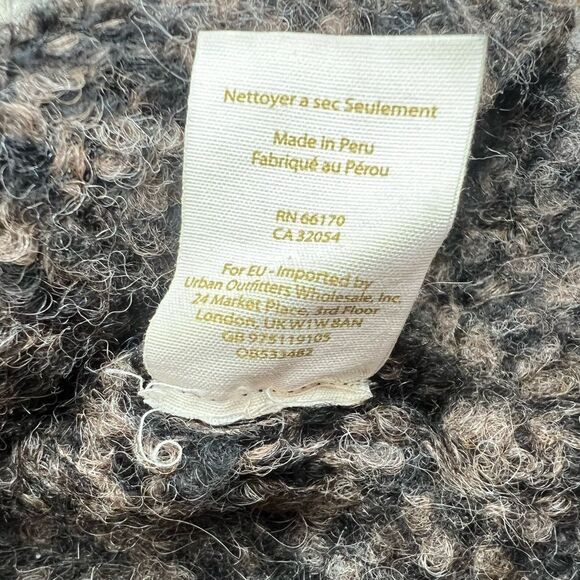 Nettoyer a sec Seulement
Made in Peru
Fabriqué au Pérou
RN 66170
CA 32054
For EU - Imported by
Urban Outfitters Wholesale, Inc.
24 Market Place, 3rd Floor
London, UK W1W 8AN
GB 975119105
OB533482